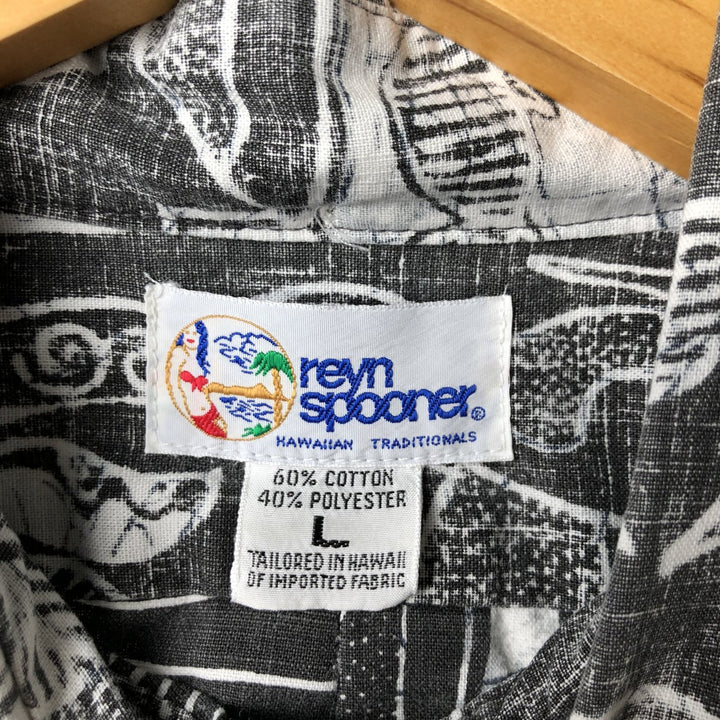 reyn
spooner®
HAWAIIAN TRADITIONALS
60% COTTON
40% POLYESTER
L
TAILORED IN HAWAII
OF IMPORTED FABRIC